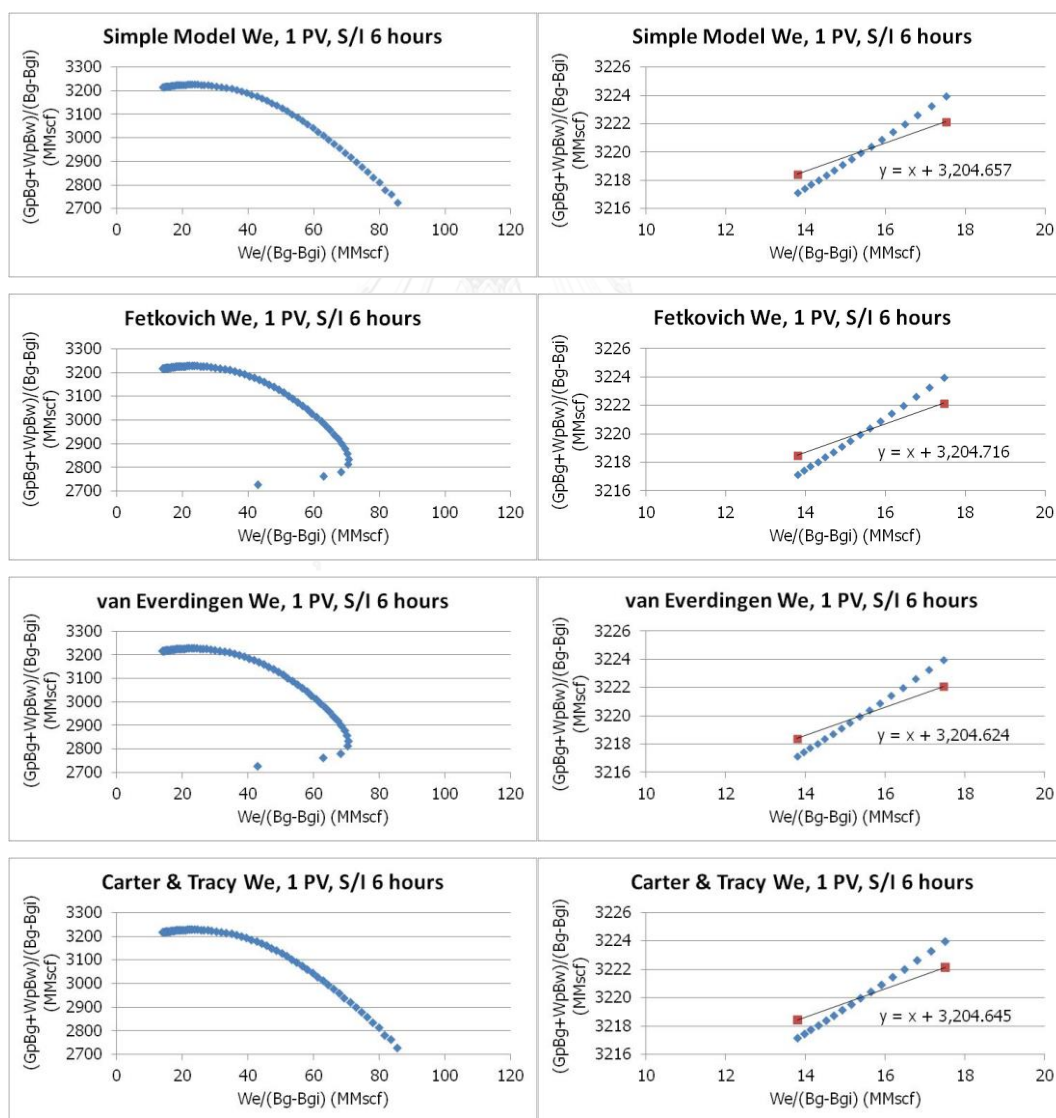 Simple Model We, 1 PV, S/I 6 hours
(GpBg+WpBw)/(Bg-Bgi)
(MMscf)
3300
3200
3100
3000
2900
2800
2700
0 20 40 60 80 100 120
We/(Bg-Bgi) (MMscf)
Simple Model We, 1 PV, S/I 6 hours
(GpBg+WpBw)/(Bg-Bgi)
(MMscf)
3226
3224
3222
3220
3218
3216
y = x + 3,204.657
10 12 14 16 18 20
We/(Bg-Bgi) (MMscf)
Fetkovich We, 1 PV, S/I 6 hours
(GpBg+WpBw)/(Bg-Bgi)
(MMscf)
3300
3200
3100
3000
2900
2800
2700
0 20 40 60 80 100 120
We/(Bg-Bgi) (MMscf)
Fetkovich We, 1 PV, S/I 6 hours
(GpBg+WpBw)/(Bg-Bgi)
(MMscf)
3226
3224
3222
3220
3218
3216
y = x + 3,204.716
10 12 14 16 18 20
We/(Bg-Bgi) (MMscf)
van Everdingen We, 1 PV, S/I 6 hours
(GpBg+WpBw)/(Bg-Bgi)
(MMscf)
3300
3200
3100
3000
2900
2800
2700
0 20 40 60 80 100 120
We/(Bg-Bgi) (MMscf)
van Everdingen We, 1 PV, S/I 6 hours
(GpBg+WpBw)/(Bg-Bgi)
(MMscf)
3226
3224
3222
3220
3218
3216
y = x + 3,204.624
10 12 14 16 18 20
We/(Bg-Bgi) (MMscf)
Carter & Tracy We, 1 PV, S/I 6 hours
(GpBg+WpBw)/(Bg-Bgi)
(MMscf)
3300
3200
3100
3000
2900
2800
2700
0 20 40 60 80 100 120
We/(Bg-Bgi) (MMscf)
Carter & Tracy We, 1 PV, S/I 6 hours
(GpBg+WpBw)/(Bg-Bgi)
(MMscf)
3226
3224
3222
3220
3218
3216
y = x + 3,204.645
10 12 14 16 18 20
We/(Bg-Bgi) (MMscf)